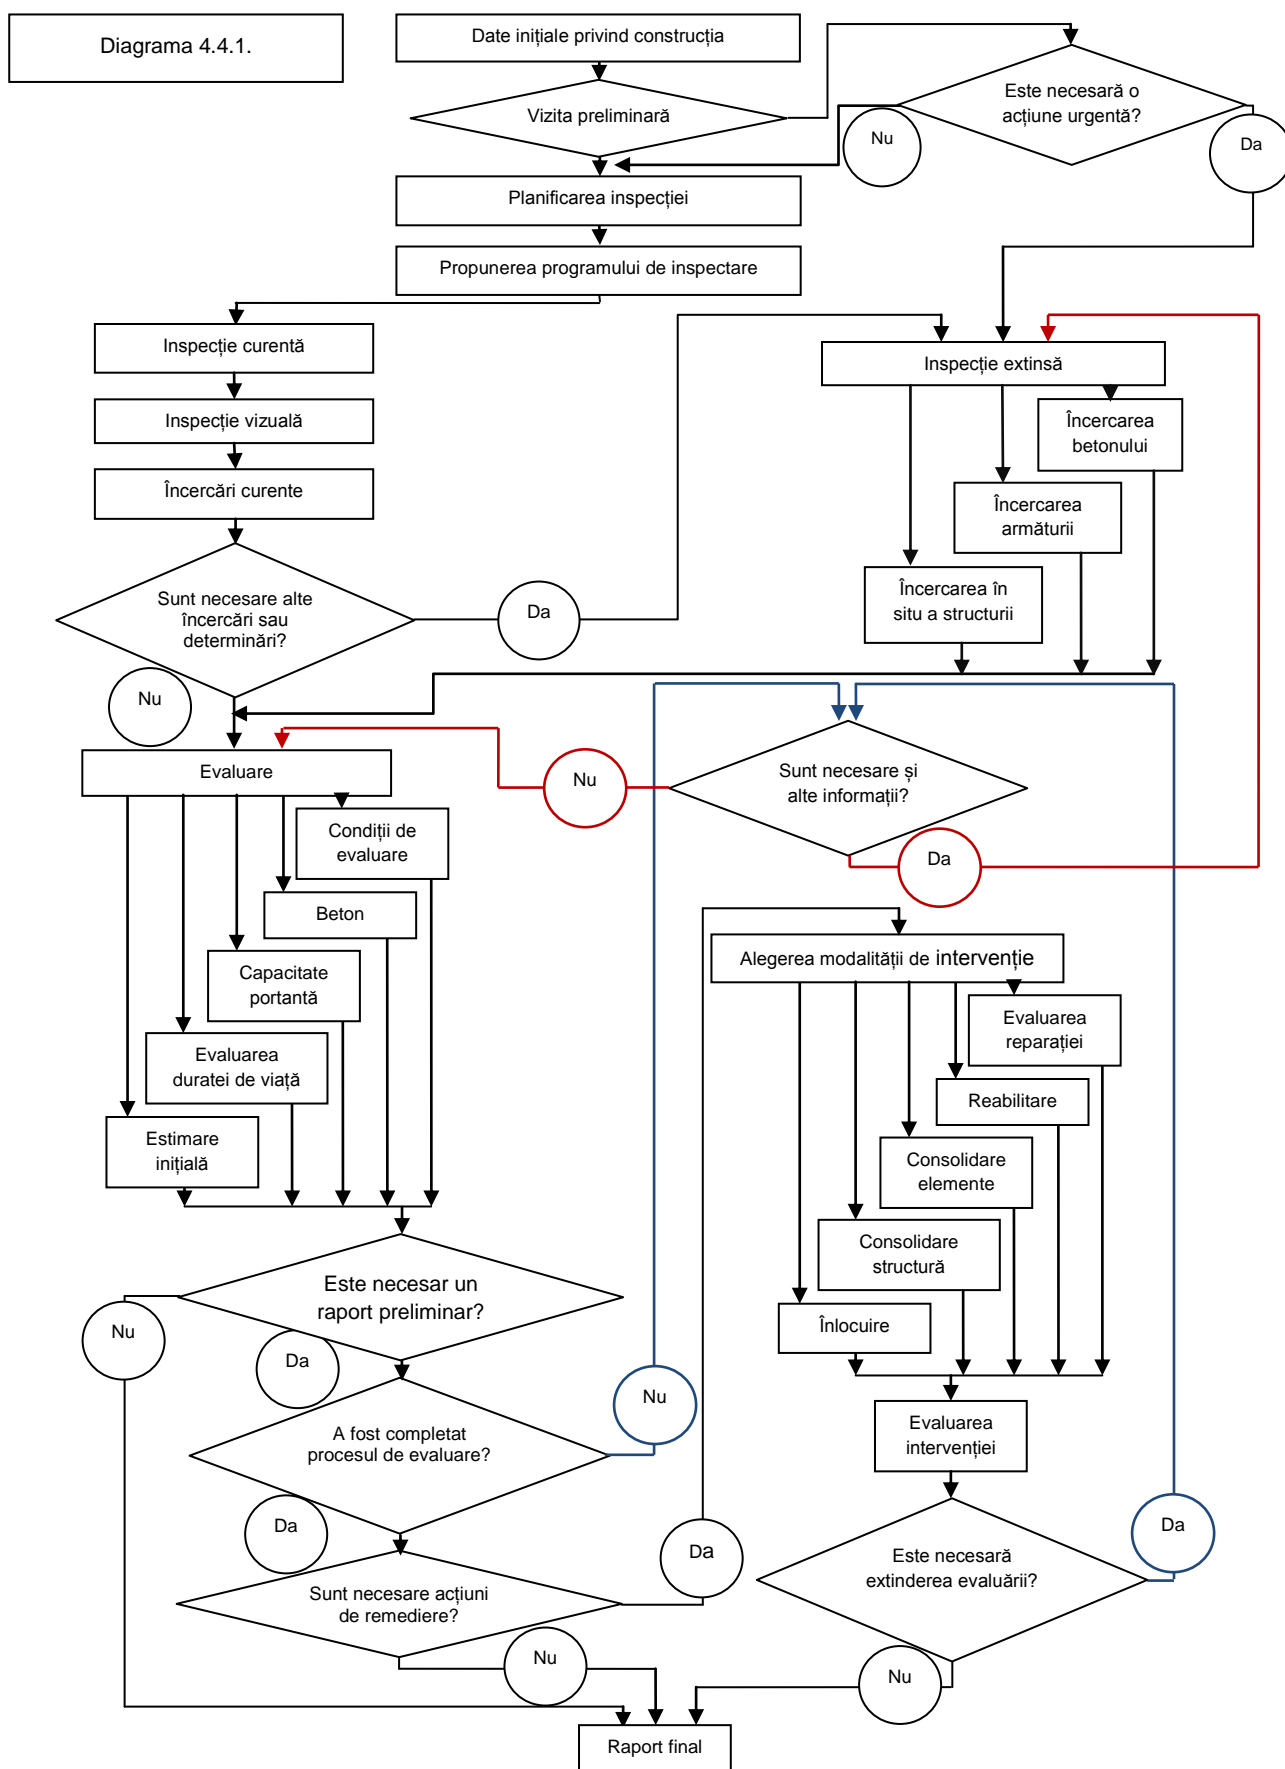 Diagrama 4.4.1.
Date inițiale privind construcția
Vizita preliminară
Este necesară o
acțiune urgentă?
Nu
Da
Planificarea inspecției
Propunerea programului de inspectare
Inspecție curentă
Inspecție extinsă
Inspecție vizuală
Încercarea
betonului
Încercări curente
Încercarea
armăturii
Sunt necesare alte
încercări sau
determinări?
Da
Încercarea în
situ a structurii
Nu
Evaluare
Nu
Sunt necesare și
alte informații?
Da
Condiții de
evaluare
Beton
Capacitate
portantă
Evaluarea
duratei de viață
Estimare
inițială
Alegerea modalității de intervenție
Evaluarea
reparației
Reabilitare
Consolidare
elemente
Consolidare
structură
Înlocuire
Este necesar un
raport preliminar?
Nu
Da
Nu
A fost completat
procesul de evaluare?
Evaluarea
intervenției
Da
Da
Da
Este necesară
extinderea evaluării?
Sunt necesare acțiuni
de remediere?
Nu
Nu
Raport final